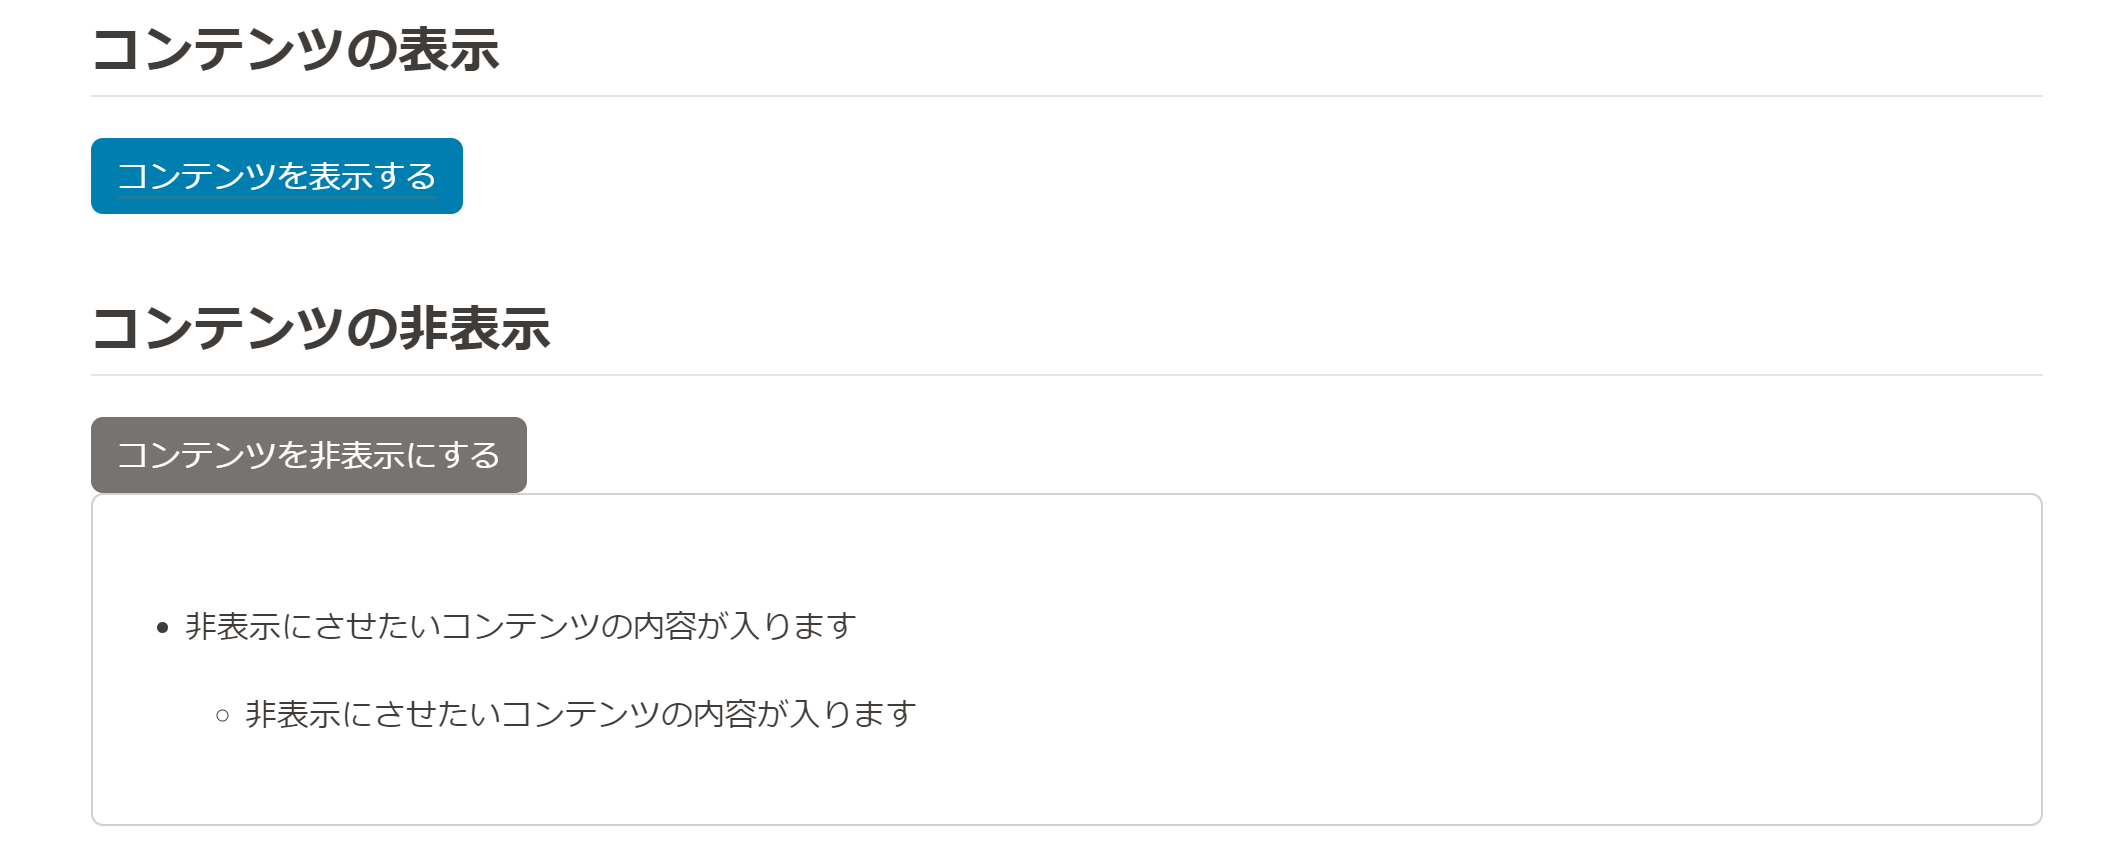 コンテンツの表示
コンテンツを表示する
コンテンツの非表示
コンテンツを非表示にする
非表示にさせたいコンテンツの内容が入ります
非表示にさせたいコンテンツの内容が入ります